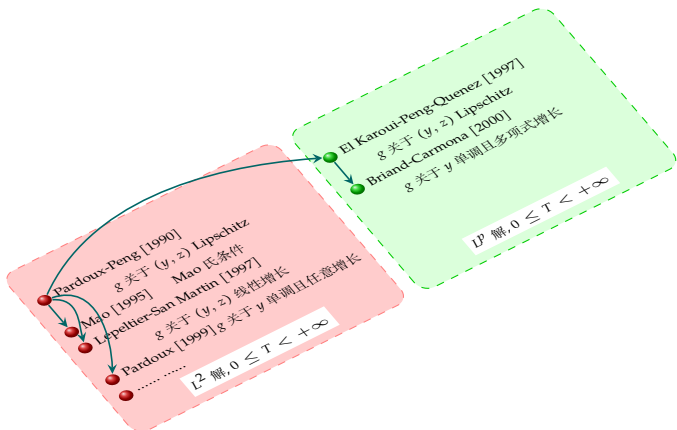 El Karoui-Peng-Quenez [1997]
g 关于 (y, z) Lipschitz
Briand-Carmona [2000]
g 关于 y 单调且多项式增长
L^p 解, 0 ≤ T < +∞
Pardoux-Peng [1990]
g 关于 (y, z) Lipschitz
Mao [1995] Mao 氏条件
Lepeltier-San Martin [1997]
g 关于 (y, z) 线性增长
Pardoux [1999] g 关于 y 单调且任意增长
...... ......
L^2 解, 0 ≤ T < +∞